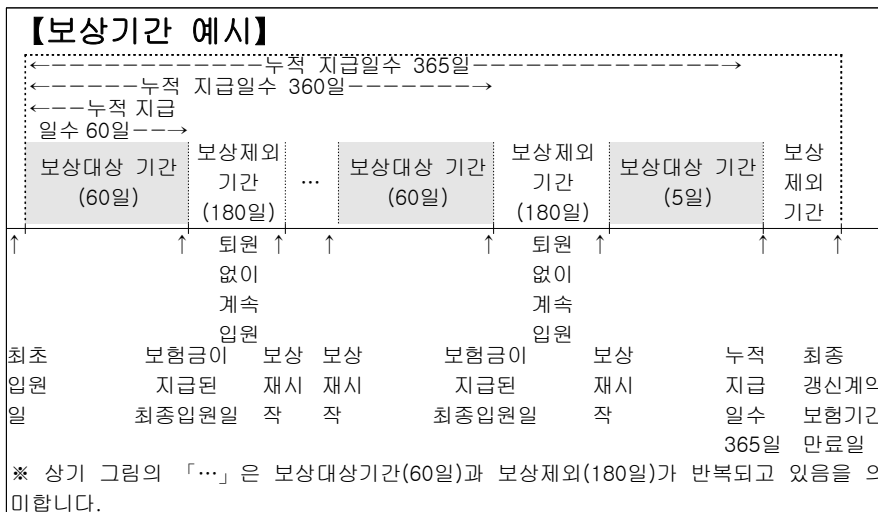 【보상기간 예시】
←−−−−−−−−−−−−−누적 지급일수 365일−−−−−−−−−−−−−−→
←−−−−−−누적 지급일수 360일−−−−−−−→
←−−누적 지급
일수 60일−−→
보상대상 기간
(60일)
보상제외
기간
(180일)
…
보상대상 기간
(60일)
보상제외
기간
(180일)
보상대상 기간
(5일)
보상
제외
기간
↑ ↑ ↑ ↑ ↑ ↑ ↑ ↑
퇴원
없이
계속
입원
퇴원
없이
계속
입원
최초
입원
일
보험금이
지급된
최종입원일
보상
재시
작
보상
재시
작
보험금이
지급된
최종입원일
보상
재시
작
누적
지급
일수
365일
최종
갱신계약
보험기간
만료일
※ 상기 그림의 「…」은 보상대상기간(60일)과 보상제외(180일)가 반복되고 있음을 의
미합니다.